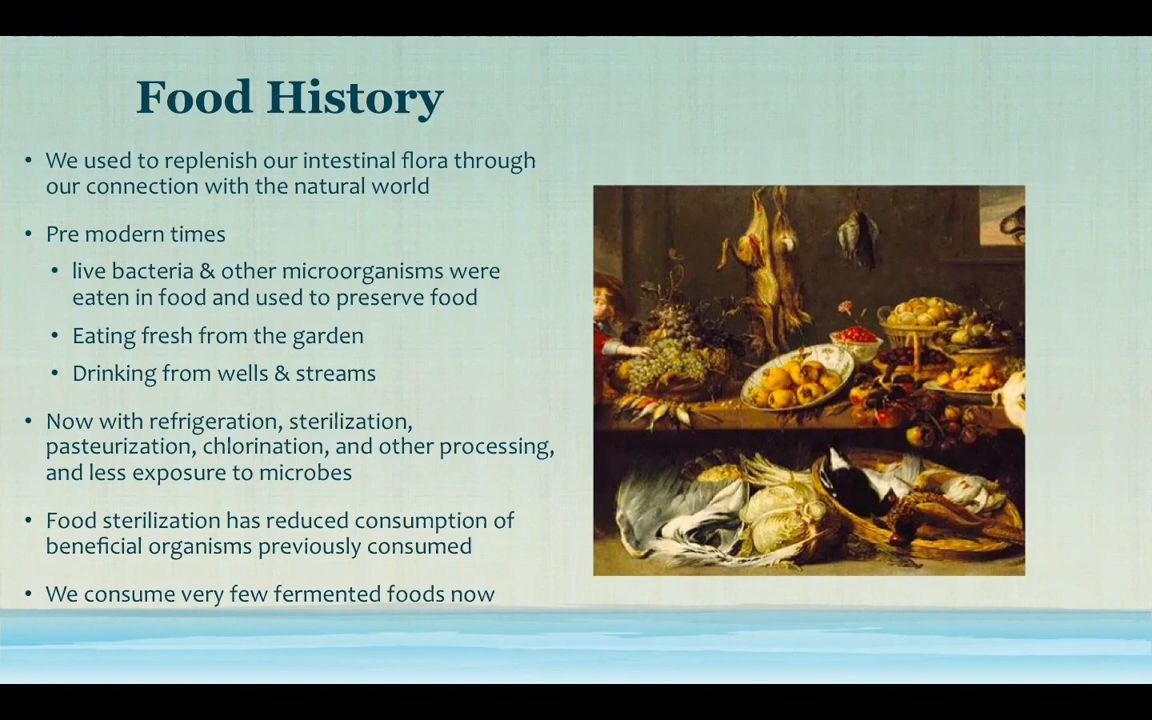 Food History
• We used to replenish our intestinal flora through
our connection with the natural world
• Pre modern times
• live bacteria & other microorganisms were
eaten in food and used to preserve food
• Eating fresh from the garden
• Drinking from wells & streams
• Now with refrigeration, sterilization,
pasteurization, chlorination, and other processing,
and less exposure to microbes
• Food sterilization has reduced consumption of
beneficial organisms previously consumed
• We consume very few fermented foods now